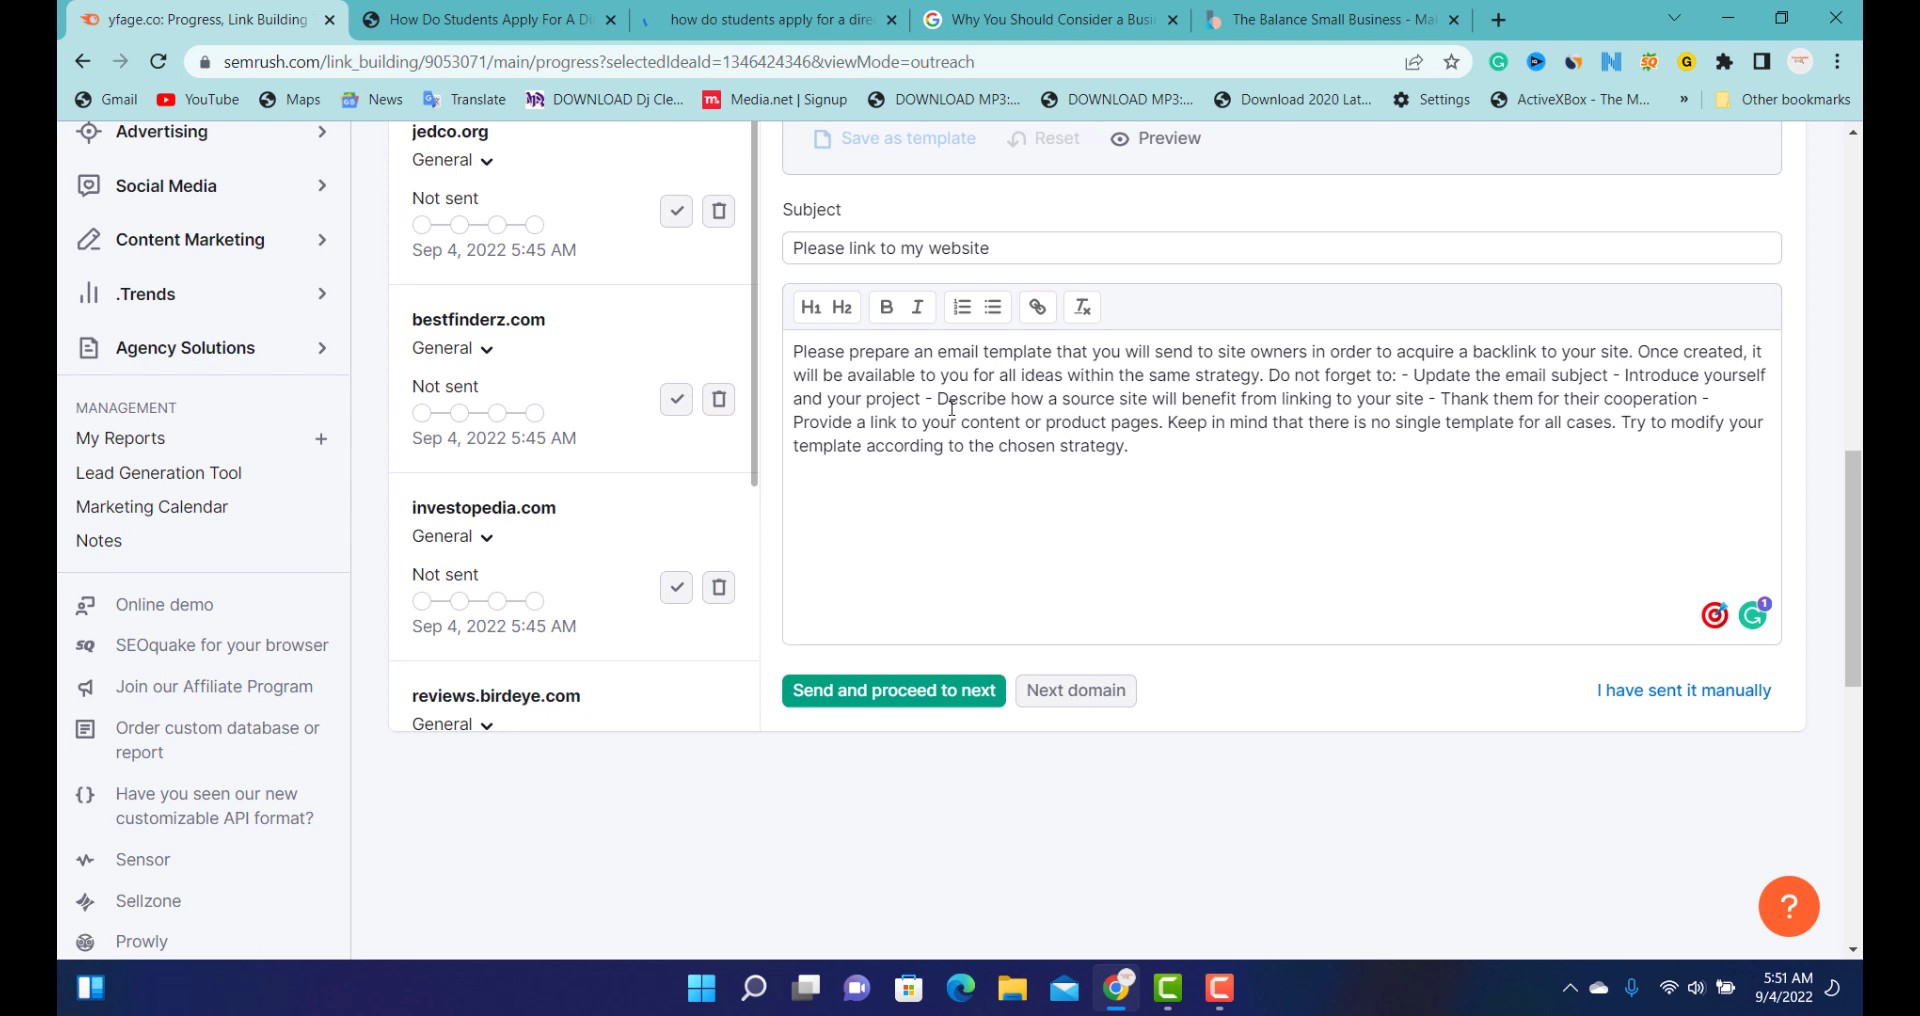 yfage.co: Progress, Link Building
How Do Students Apply For A Di
how do students apply for a dire
Why You Should Consider a Busi
The Balance Small Business - Ma
semrush.com/link_building/9053071/main/progress?selectedIdeaId=1346424346&viewMode=outreach
Gmail
YouTube
Maps
News
Translate
DOWNLOAD Dj Cle...
Media.net | Signup
DOWNLOAD MP3:...
DOWNLOAD MP3:...
Download 2020 Lat...
Settings
ActiveXBox - The M...
»
Other bookmarks
Advertising
Social Media
Content Marketing
.Trends
Agency Solutions
MANAGEMENT
My Reports +
Lead Generation Tool
Marketing Calendar
Notes
Online demo
SEOquake for your browser
Join our Affiliate Program
Order custom database or
report
Have you seen our new
customizable API format?
Sensor
Sellzone
Prowly
jedco.org
General
Not sent
Sep 4, 2022 5:45 AM
bestfinderz.com
General
Not sent
Sep 4, 2022 5:45 AM
investopedia.com
General
Not sent
Sep 4, 2022 5:45 AM
reviews.birdeye.com
General
Save as template
Reset
Preview
Subject
Please link to my website
H1 H2 B I
Please prepare an email template that you will send to site owners in order to acquire a backlink to your site. Once created, it
will be available to you for all ideas within the same strategy. Do not forget to: - Update the email subject - Introduce yourself
and your project - Describe how a source site will benefit from linking to your site - Thank them for their cooperation -
Provide a link to your content or product pages. Keep in mind that there is no single template for all cases. Try to modify your
template according to the chosen strategy.
1
Send and proceed to next
Next domain
I have sent it manually
?
5:51 AM
9/4/2022